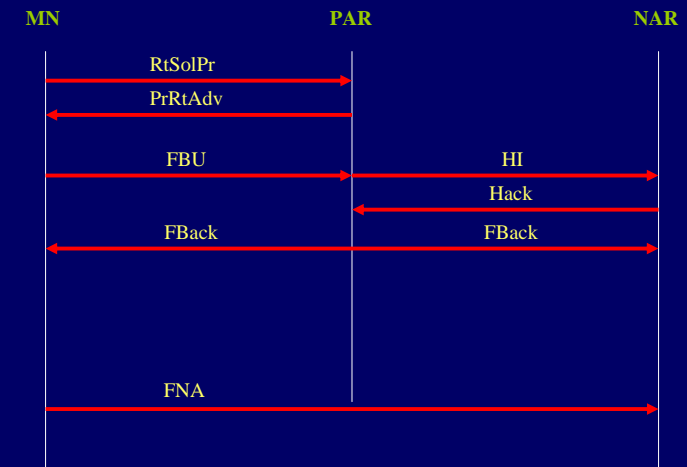 MN PAR NAR
RtSolPr
PrRtAdv
FBU HI
Hack
FBack FBack
FNA